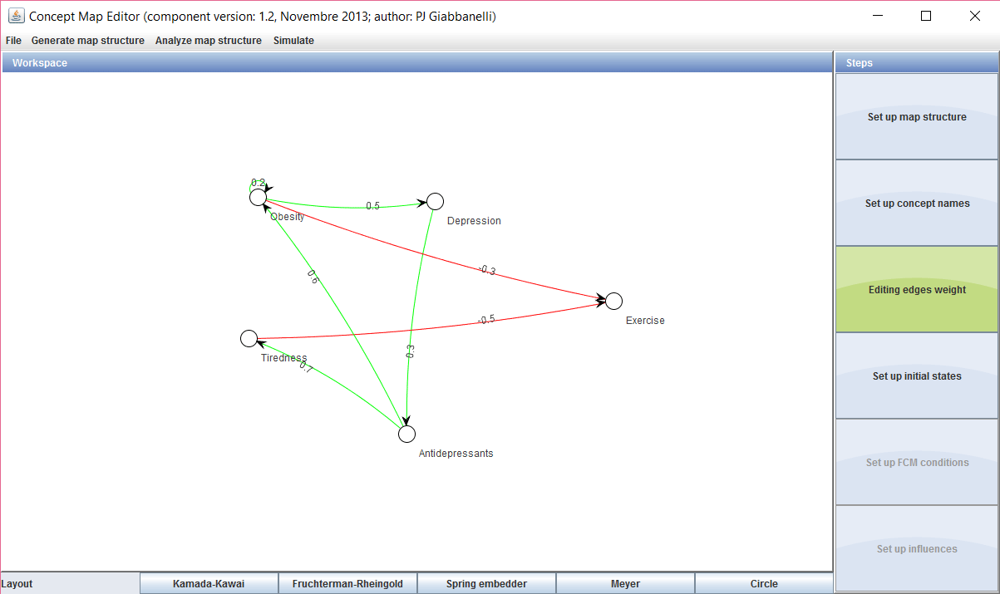 Concept Map Editor (component version: 1.2, Novembre 2013; author: PJ Giabbanelli)
File Generate map structure Analyze map structure Simulate
Workspace
Steps
0.2
Obesity
0.5
Depression
-0.3
0.6
Exercise
-0.5
Tiredness
0.7
0.3
Antidepressants
Set up map structure
Set up concept names
Editing edges weight
Set up initial states
Set up FCM conditions
Set up influences
Layout Kamada-Kawai Fruchterman-Rheingold Spring embedder Meyer Circle